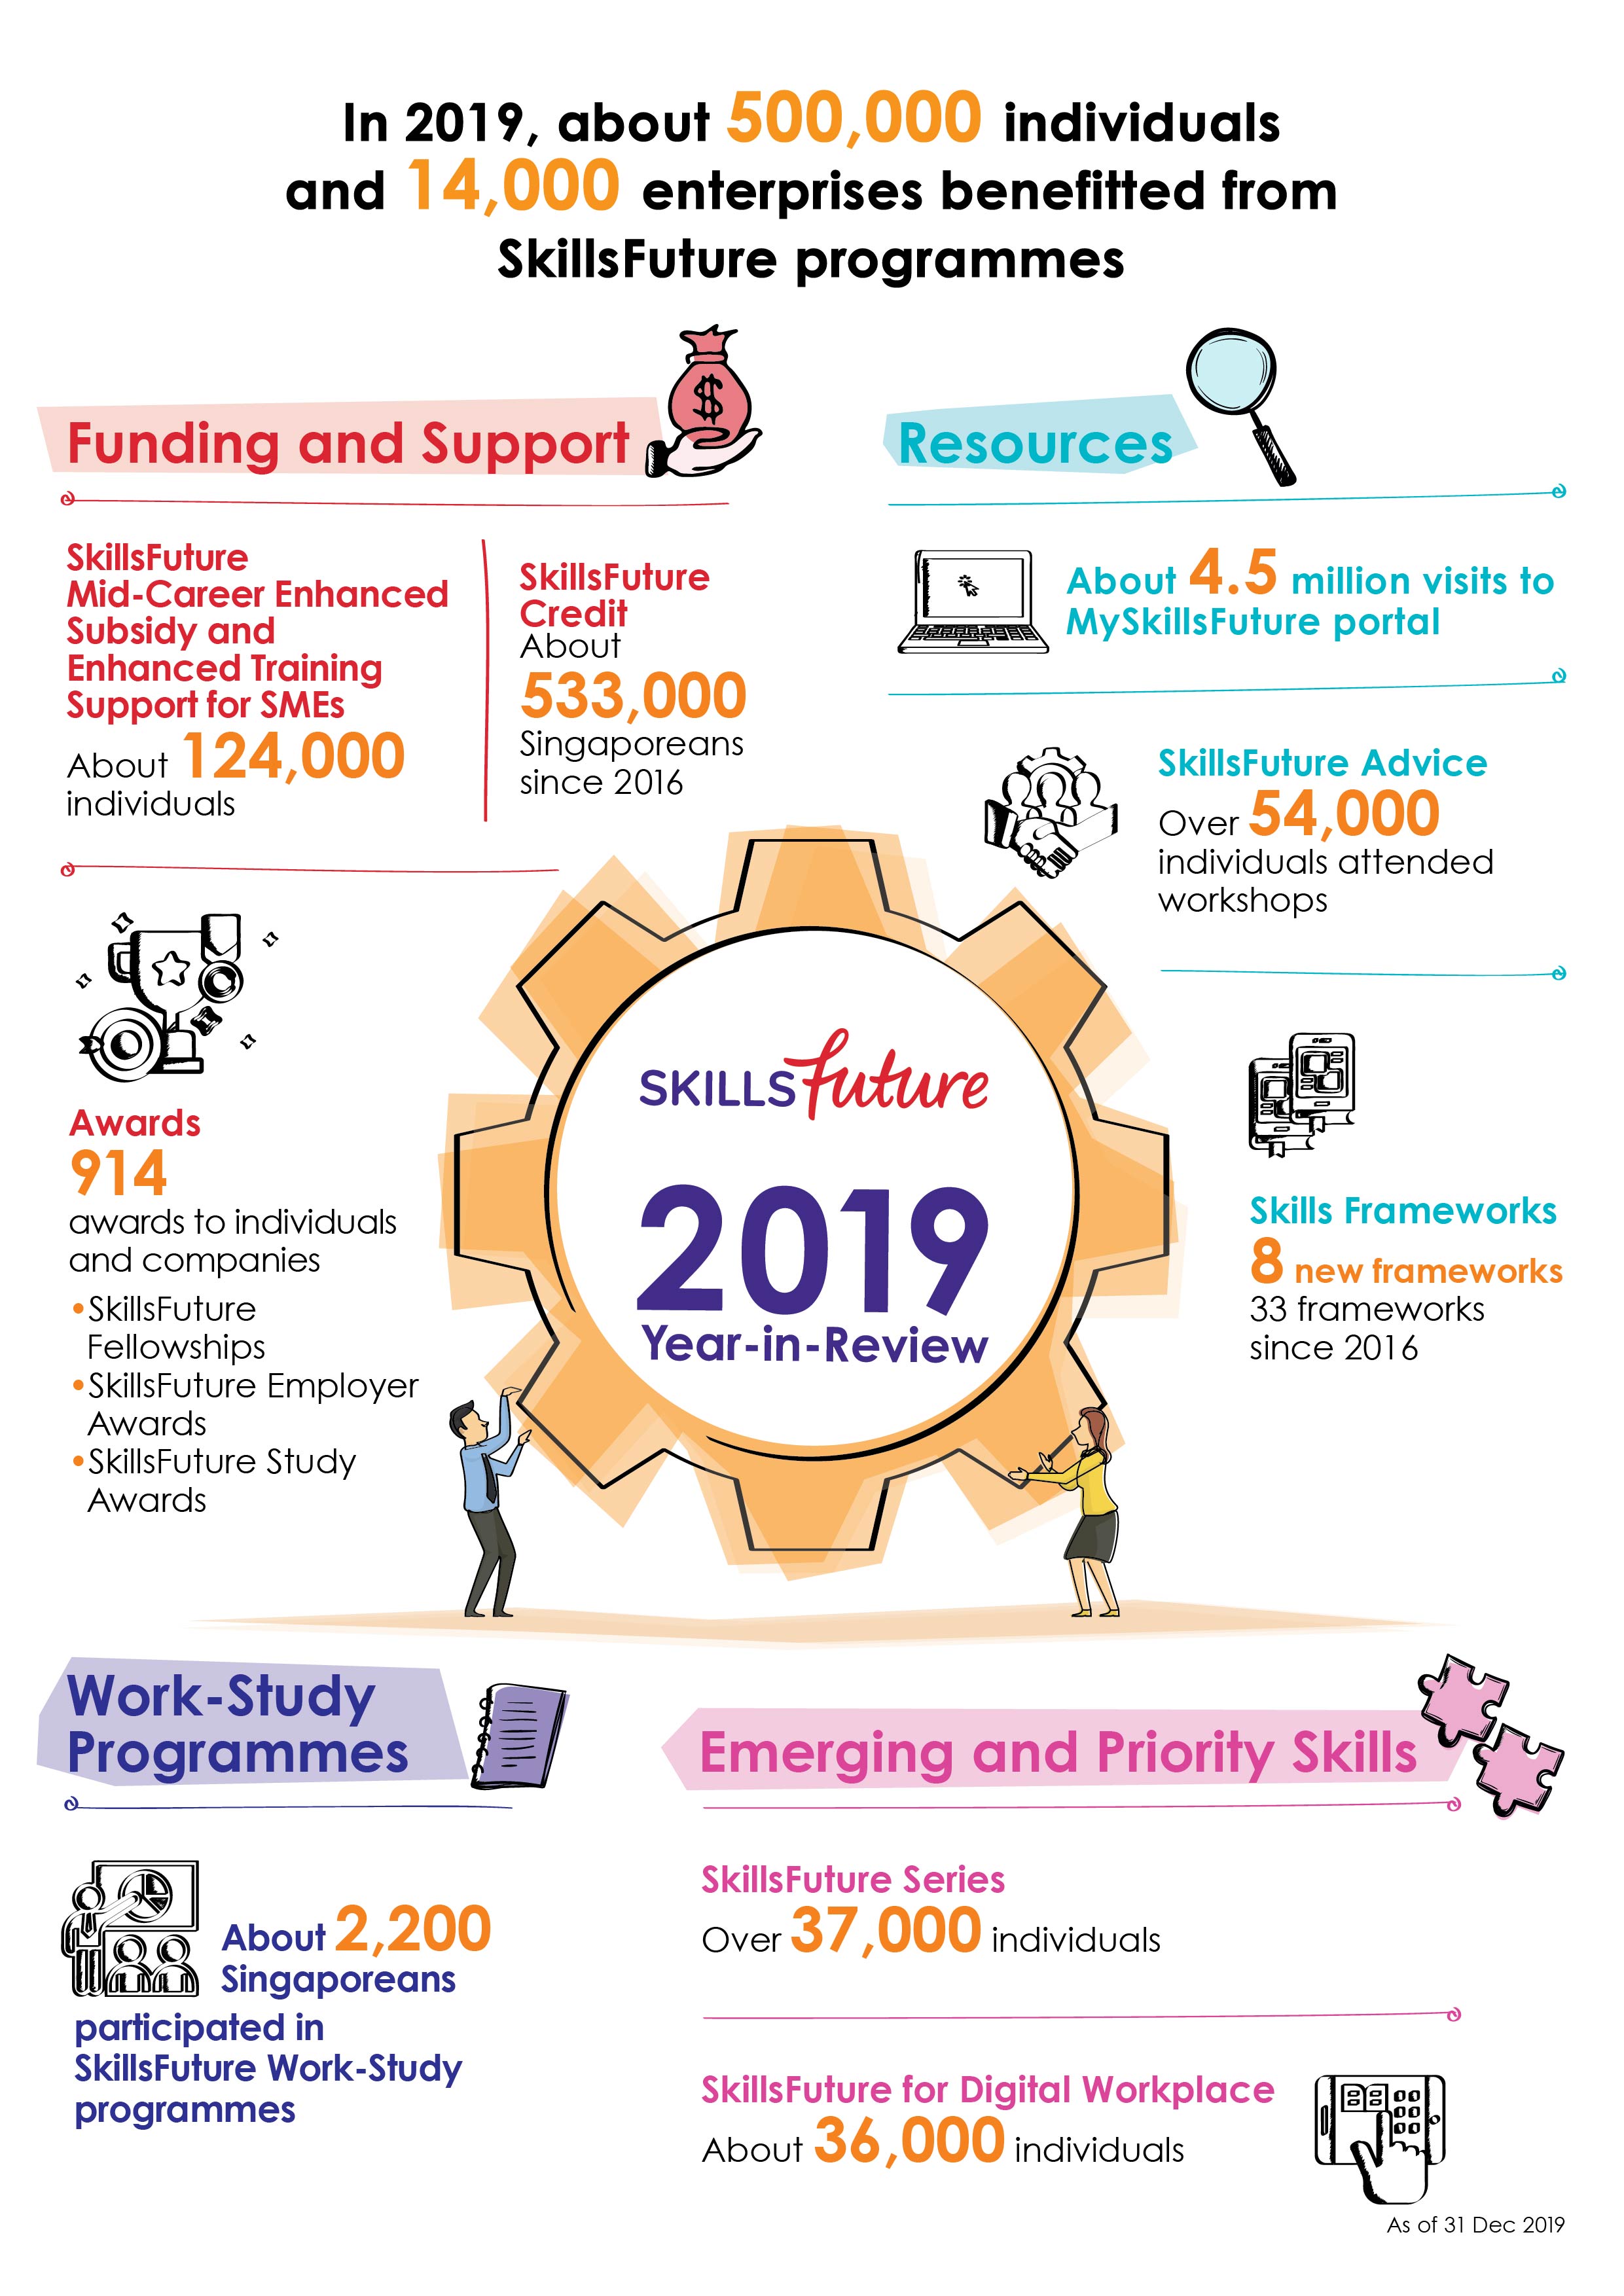 In 2019, about 500,000 individuals
and 14,000 enterprises benefitted from
SkillsFuture programmes
Funding and Support
SkillsFuture
Mid-Career Enhanced
Subsidy and
Enhanced Training
Support for SMEs
About 124,000
individuals
SkillsFuture
Credit
About
533,000
Singaporeans
since 2016
Resources
About 4.5 million visits to
MySkillsFuture portal
SkillsFuture Advice
Over 54,000
individuals attended
workshops
Skills Frameworks
8 new frameworks
33 frameworks
since 2016
Awards
914
awards to individuals
and companies
•SkillsFuture
Fellowships
•SkillsFuture Employer
Awards
•SkillsFuture Study
Awards
SKILLSfuture
2019
Year-in-Review
Work-Study
Programmes
About 2,200
Singaporeans
participated in
SkillsFuture Work-Study
programmes
Emerging and Priority Skills
SkillsFuture Series
Over 37,000 individuals
SkillsFuture for Digital Workplace
About 36,000 individuals
As of 31 Dec 2019